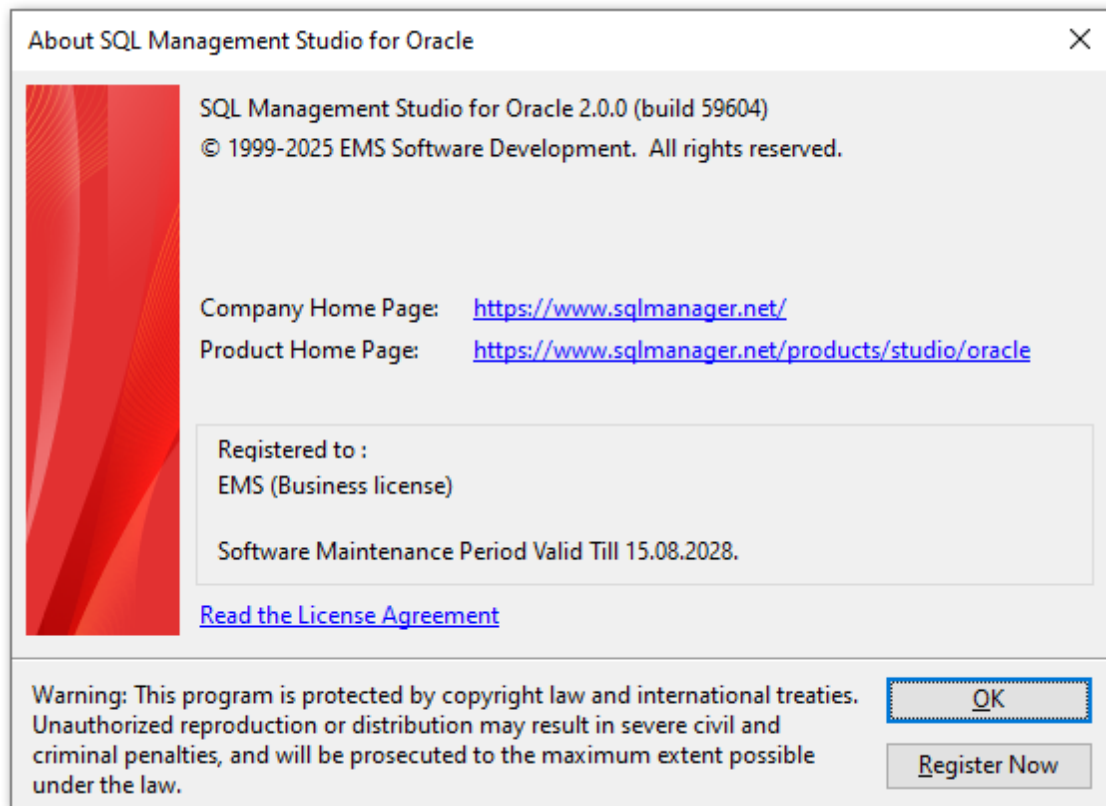 About SQL Management Studio for Oracle
SQL Management Studio for Oracle 2.0.0 (build 59604)
© 1999-2025 EMS Software Development.  All rights reserved.
Company Home Page: https://www.sqlmanager.net/
Product Home Page: https://www.sqlmanager.net/products/studio/oracle
Registered to :
EMS (Business license)
Software Maintenance Period Valid Till 15.08.2028.
Read the License Agreement
Warning: This program is protected by copyright law and international treaties.
Unauthorized reproduction or distribution may result in severe civil and
criminal penalties, and will be prosecuted to the maximum extent possible
under the law.
OK
Register Now